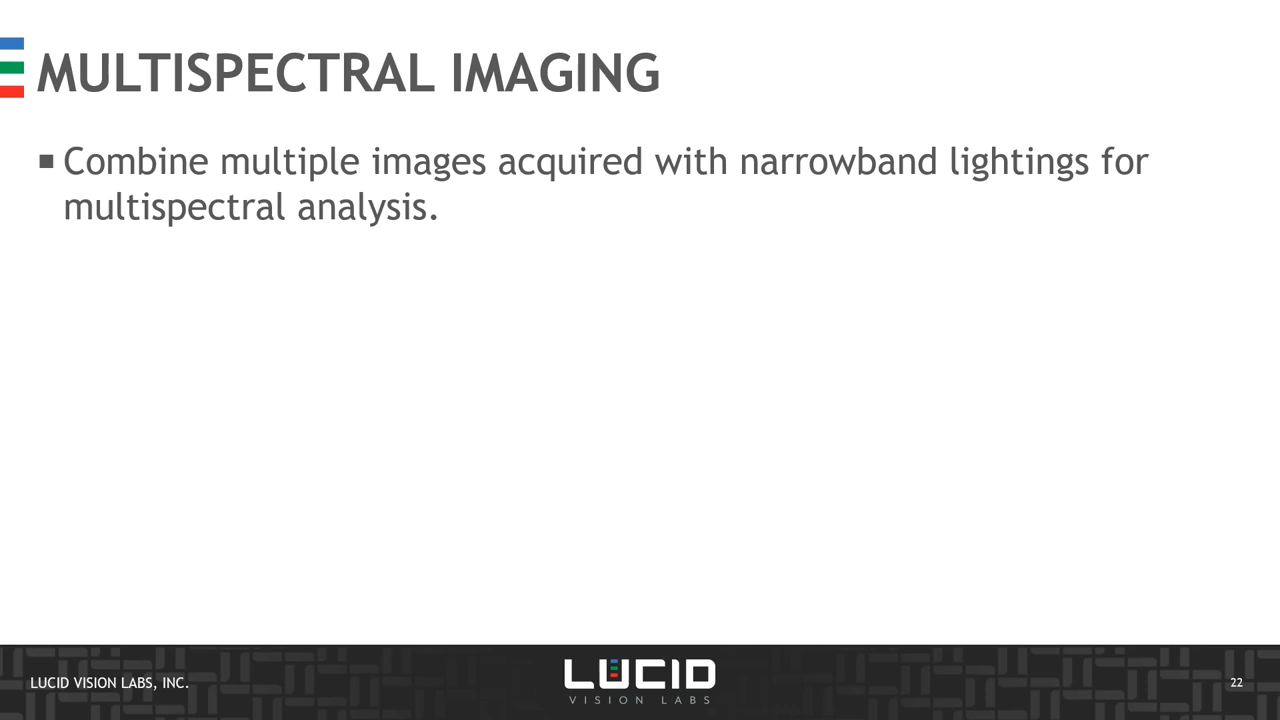 MULTISPECTRAL IMAGING
▪ Combine multiple images acquired with narrowband lightings for
multispectral analysis.
LUCID VISION LABS, INC.
LUCID
VISION LABS
22